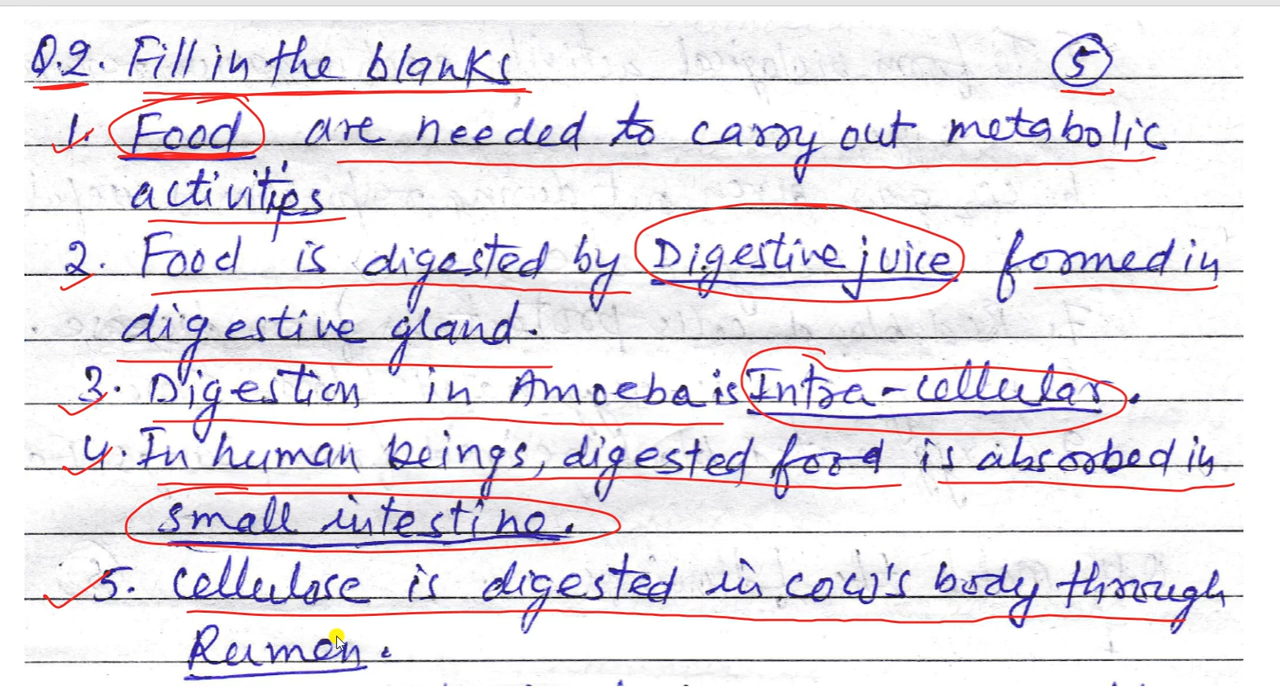 Q.2. Fill in the blanks 5
1. Food are needed to carry out metabolic
activities
2. Food is digested by Digestive juice formed in
digestive gland.
3. Digestion in Amoeba is Intra-cellular.
4. In human beings, digested food is absorbed in
small intestine.
5. Cellulose is digested in cow's body through
Rumen.